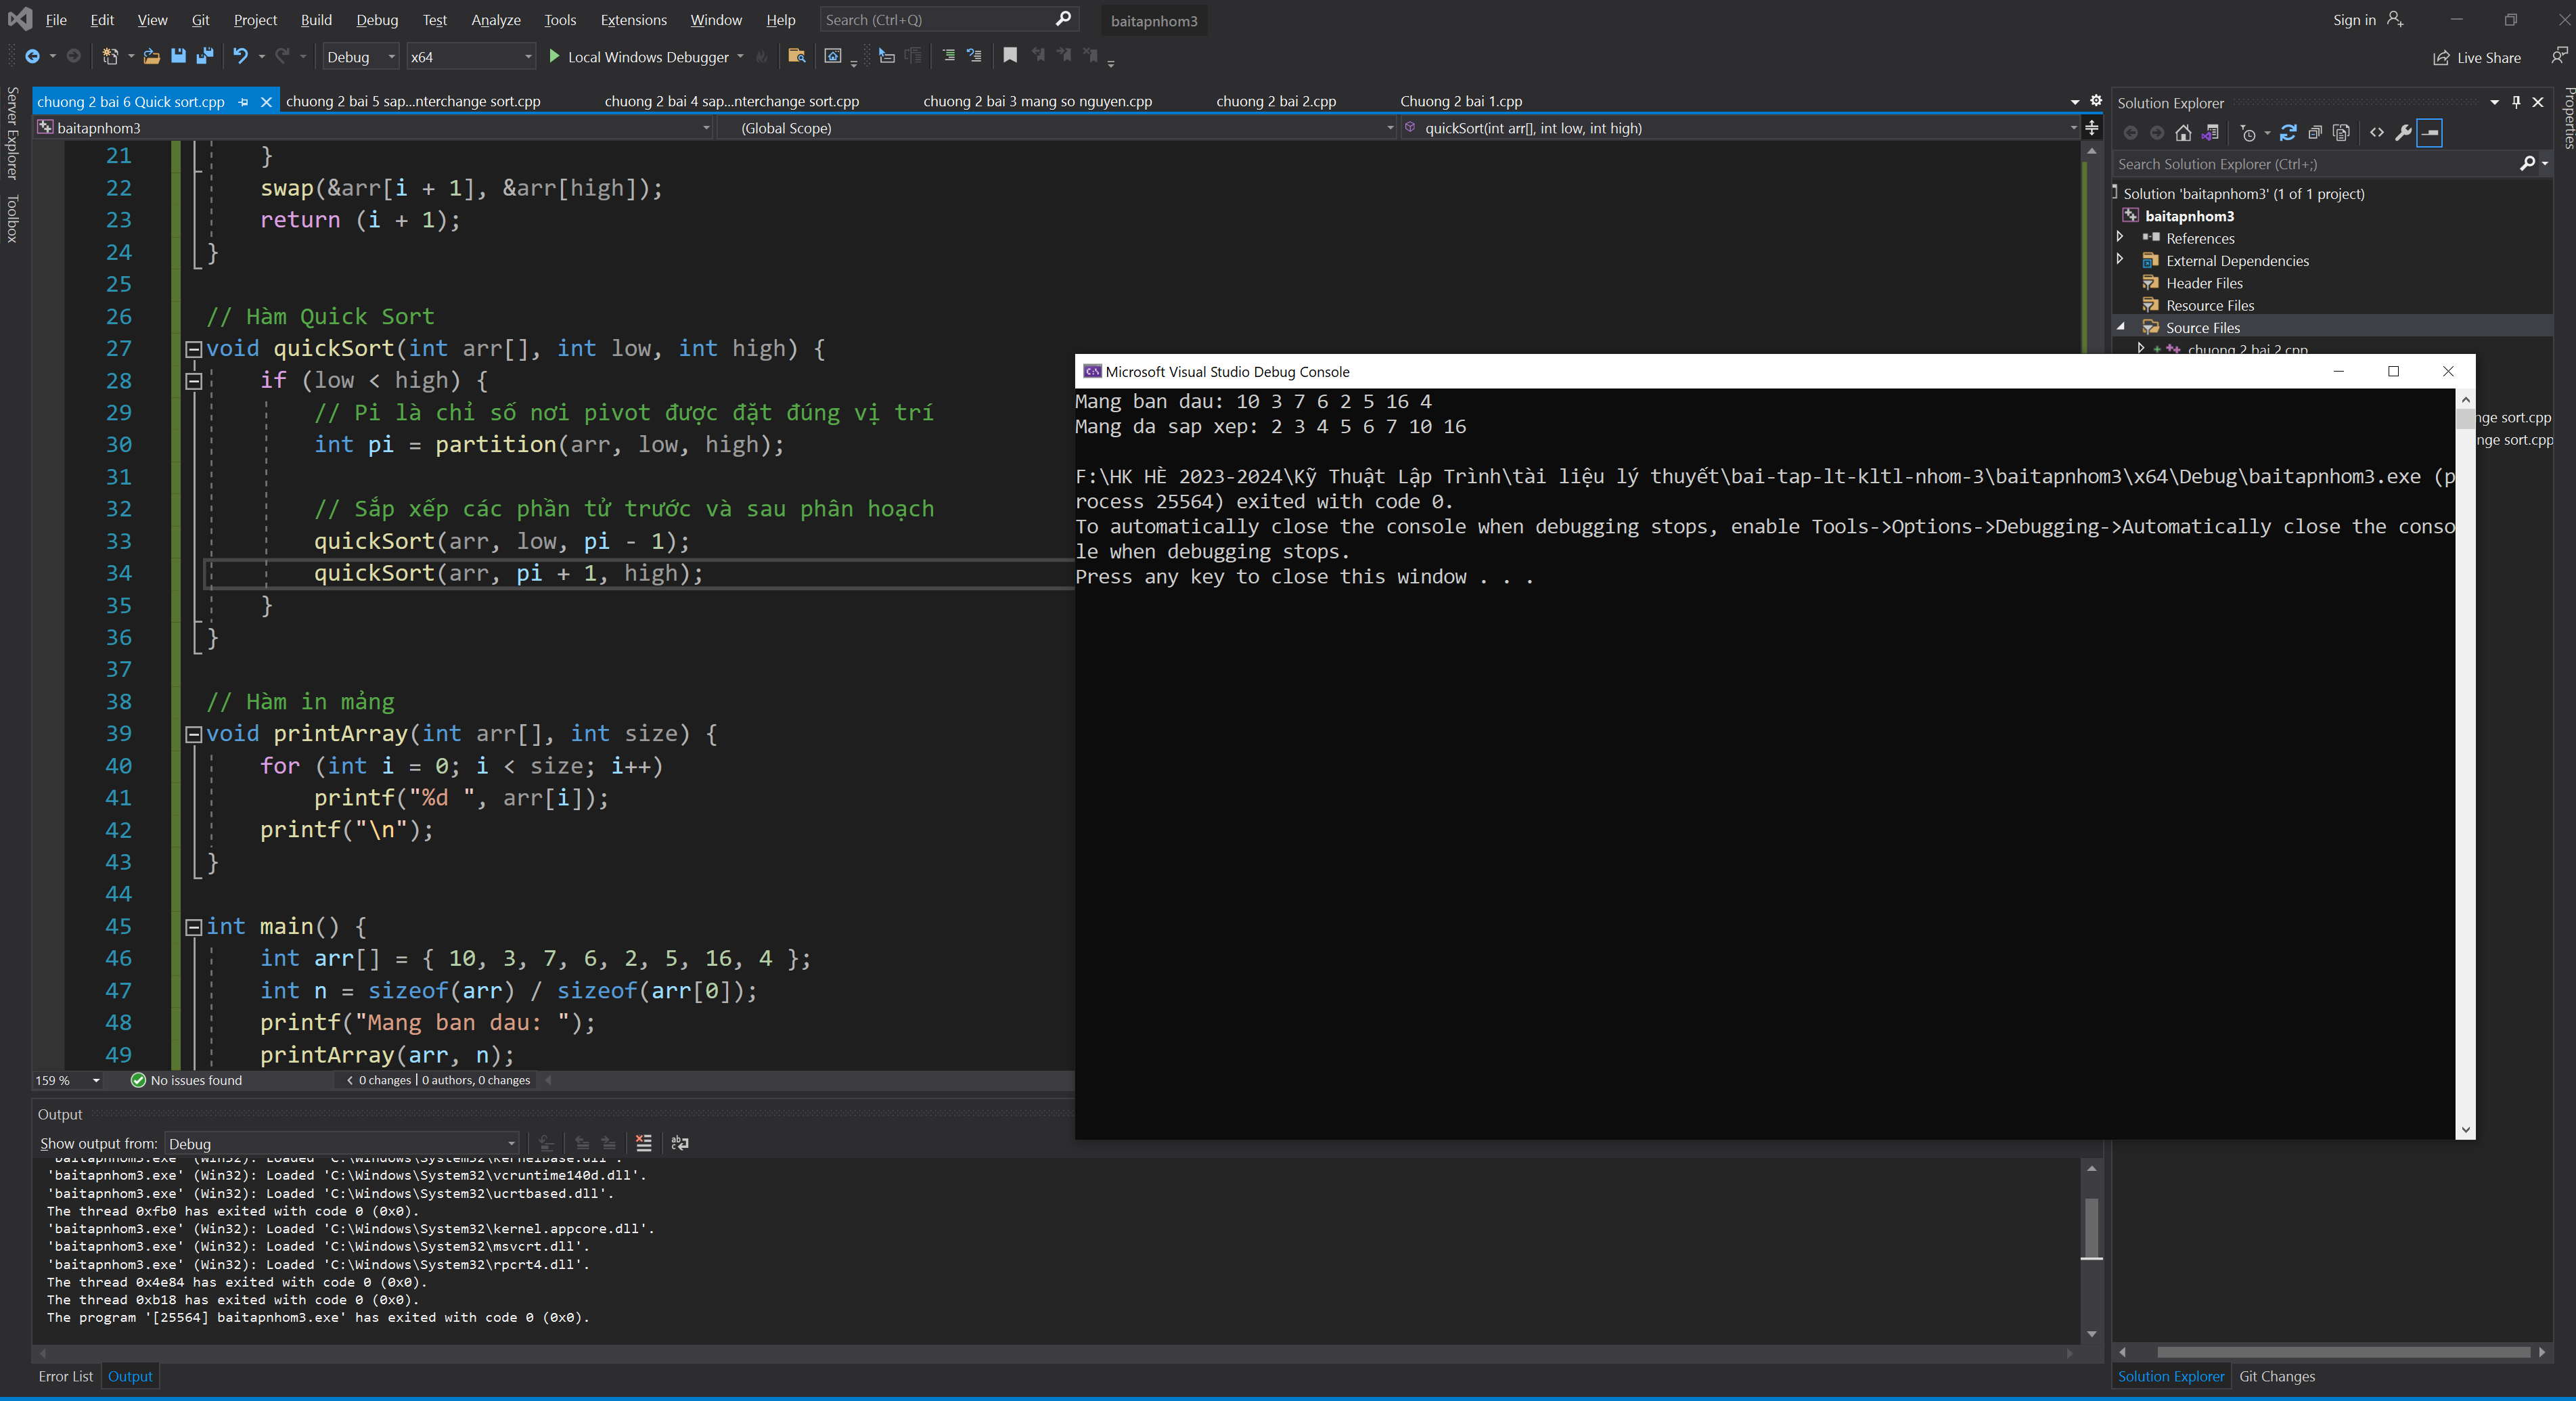 File Edit View Git Project Build Debug Test Analyze Tools Extensions Window Help Search (Ctrl+Q) baitapnhom3 Sign in
Debug x64 Local Windows Debugger Live Share
Server Explorer
Toolbox
chuong 2 bai 6 Quick sort.cpp chuong 2 bai 5 sap...nterchange sort.cpp chuong 2 bai 4 sap...nterchange sort.cpp chuong 2 bai 3 mang so nguyen.cpp chuong 2 bai 2.cpp Chuong 2 bai 1.cpp
baitapnhom3 (Global Scope) quickSort(int arr[], int low, int high)
21 }
22 swap(&arr[i + 1], &arr[high]);
23 return (i + 1);
24 }
25
26 // Hàm Quick Sort
27 void quickSort(int arr[], int low, int high) {
28 if (low < high) {
29 // Pi là chỉ số nơi pivot được đặt đúng vị trí
30 int pi = partition(arr, low, high);
31
32 // Sắp xếp các phần tử trước và sau phân hoạch
33 quickSort(arr, low, pi - 1);
34 quickSort(arr, pi + 1, high);
35 }
36 }
37
38 // Hàm in mảng
39 void printArray(int arr[], int size) {
40 for (int i = 0; i < size; i++)
41 printf("%d ", arr[i]);
42 printf("\n");
43 }
44
45 int main() {
46 int arr[] = { 10, 3, 7, 6, 2, 5, 16, 4 };
47 int n = sizeof(arr) / sizeof(arr[0]);
48 printf("Mang ban dau: ");
49 printArray(arr, n);
159 % No issues found 0 changes | 0 authors, 0 changes
Microsoft Visual Studio Debug Console
Mang ban dau: 10 3 7 6 2 5 16 4
Mang da sap xep: 2 3 4 5 6 7 10 16
F:\HK HÈ 2023-2024\Kỹ Thuật Lập Trình\tài liệu lý thuyết\bai-tap-lt-kltl-nhom-3\baitapnhom3\x64\Debug\baitapnhom3.exe (p
rocess 25564) exited with code 0.
To automatically close the console when debugging stops, enable Tools->Options->Debugging->Automatically close the conso
le when debugging stops.
Press any key to close this window . . .
Solution Explorer
Search Solution Explorer (Ctrl+;)
Solution 'baitapnhom3' (1 of 1 project)
baitapnhom3
References
External Dependencies
Header Files
Resource Files
Source Files
chuong 2 bai 2.cpp
nge sort.cpp
nge sort.cpp
Properties
Output
Show output from: Debug
'baitapnhom3.exe' (Win32): Loaded 'C:\Windows\System32\KernelBase.dll'.
'baitapnhom3.exe' (Win32): Loaded 'C:\Windows\System32\vcruntime140d.dll'.
'baitapnhom3.exe' (Win32): Loaded 'C:\Windows\System32\ucrtbased.dll'.
The thread 0xfb0 has exited with code 0 (0x0).
'baitapnhom3.exe' (Win32): Loaded 'C:\Windows\System32\kernel.appcore.dll'.
'baitapnhom3.exe' (Win32): Loaded 'C:\Windows\System32\msvcrt.dll'.
'baitapnhom3.exe' (Win32): Loaded 'C:\Windows\System32\rpcrt4.dll'.
The thread 0x4e84 has exited with code 0 (0x0).
The thread 0xb18 has exited with code 0 (0x0).
The program '[25564] baitapnhom3.exe' has exited with code 0 (0x0).
Error List Output
Solution Explorer Git Changes